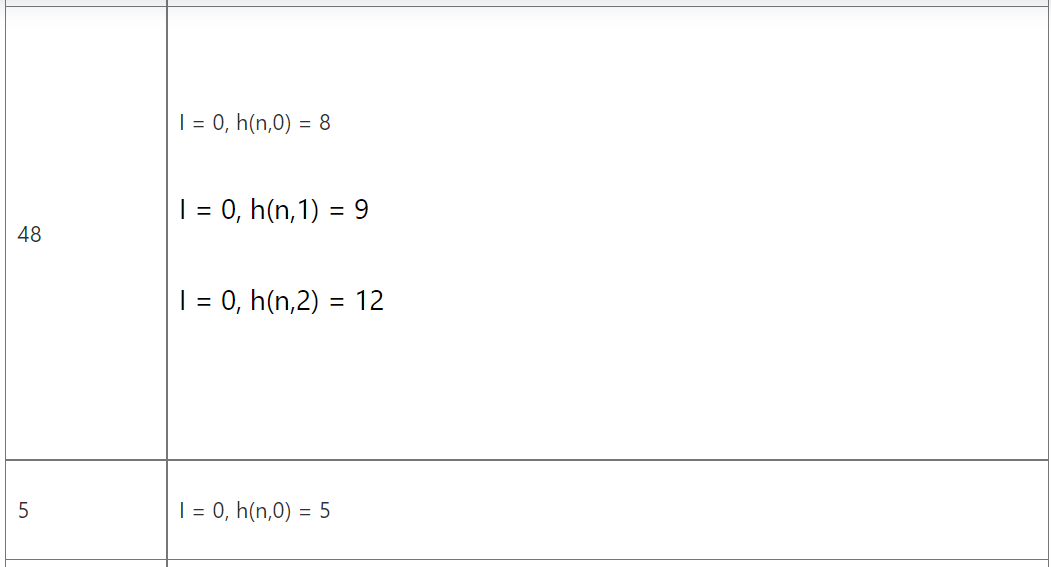 48
I = 0, h(n,0) = 8
I = 0, h(n,1) = 9
I = 0, h(n,2) = 12
5
I = 0, h(n,0) = 5